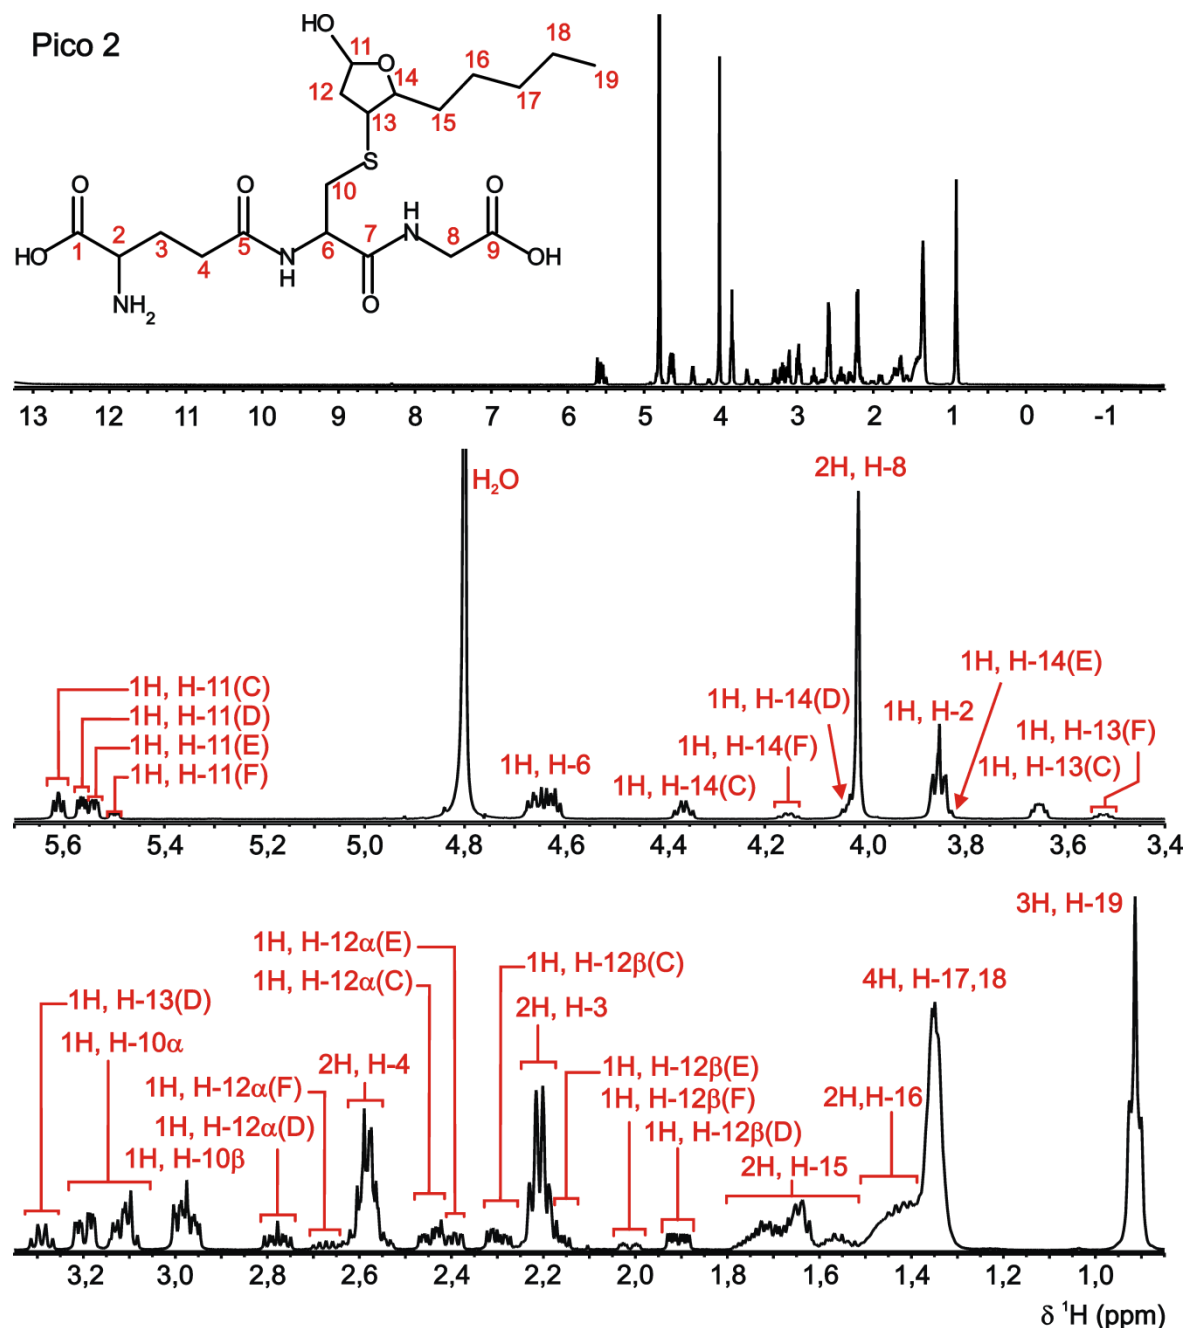 Pico 2
HO
11
O
12
14
13
16
18
15
17
19
S
10
O
O
H
N
O
HO
1
2
3
4
5
N
H
6
7
8
9
OH
NH2
O
13 12 11 10 9 8 7 6 5 4 3 2 1 0 -1
H2O
2H, H-8
1H, H-11(C)
1H, H-11(D)
1H, H-11(E)
1H, H-11(F)
1H, H-6
1H, H-14(C)
1H, H-14(D)
1H, H-14(F)
1H, H-2
1H, H-14(E)
1H, H-13(F)
1H, H-13(C)
5,6 5,4 5,2 5,0 4,8 4,6 4,4 4,2 4,0 3,8 3,6 3,4
1H, H-13(D)
1H, H-10α
1H, H-10β
1H, H-12α(F)
1H, H-12α(D)
1H, H-12α(E)
1H, H-12α(C)
2H, H-4
1H, H-12β(C)
2H, H-3
1H, H-12β(E)
1H, H-12β(F)
1H, H-12β(D)
2H, H-15
2H,H-16
4H, H-17,18
3H, H-19
3,2 3,0 2,8 2,6 2,4 2,2 2,0 1,8 1,6 1,4 1,2 1,0
δ ¹H (ppm)